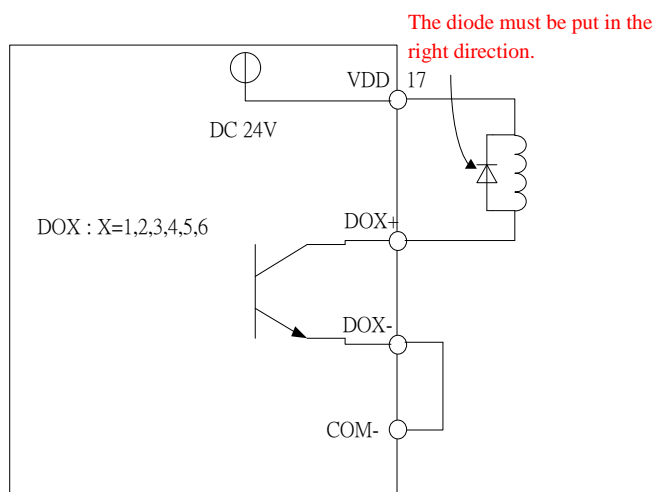 The diode must be put in the
right direction.
VDD 17
DC 24V
DOX : X=1,2,3,4,5,6
DOX+
DOX-
COM-